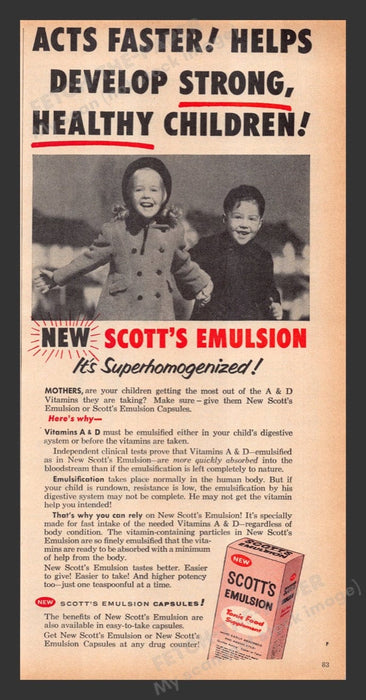 ACTS FASTER! HELPS
DEVELOP STRONG,
HEALTHY CHILDREN!
NEW SCOTT'S EMULSION
It's Superhomogenized!
MOTHERS, are your children getting the most out of the A & D
Vitamins they are taking? Make sure – give them New Scott's
Emulsion or Scott's Emulsion Capsules.
Here's why—
Vitamins A & D must be emulsified either in your child's digestive
system or before the vitamins are taken.
Independent clinical tests prove that Vitamins A & D–emulsified
as in New Scott's Emulsion–are more quickly absorbed into the
bloodstream than if the emulsification is left completely to nature.
Emulsification takes place normally in the human body. But if
your child is rundown, resistance is low, the emulsification by his
digestive system may not be complete. He may not get the vitamin
help you intended!
That's why you can rely on New Scott's Emulsion! It's specially
made for fast intake of the needed Vitamins A & D–regardless of
body condition. The vitamin-containing particles in New Scott's
Emulsion are so finely emulsified that the vita-
mins are ready to be absorbed with a minimum
of help from the body.
New Scott's Emulsion tastes better. Easier
to give! Easier to take! And higher potency
too–just one teaspoonful at a time.
NEW SCOTT'S EMULSION CAPSULES!
The benefits of New Scott's Emulsion are
also available in easy-to-take capsules.
Get New Scott's Emulsion or New Scott's
Emulsion Capsules at any drug counter!
NEW
SCOTT'S
EMULSION
Tonic Food
Supplement
P
83